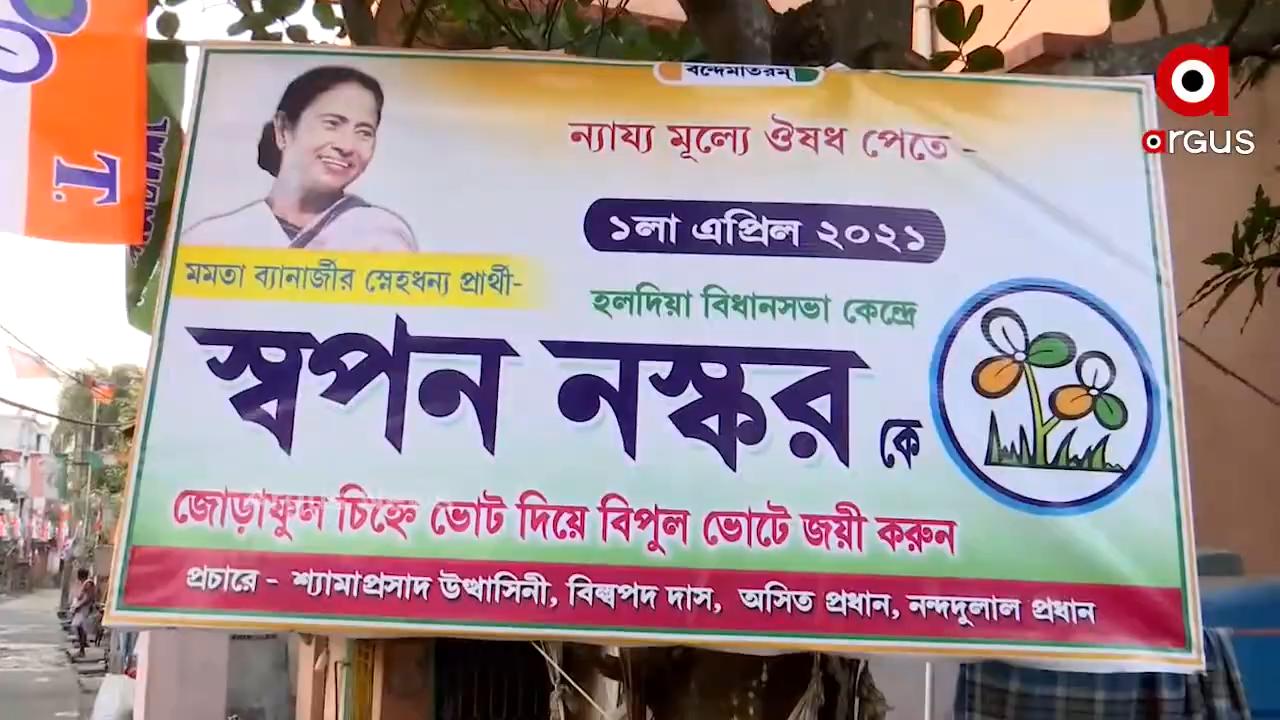 বন্দেমাতরম্
ন্যায্য মূল্যে ঔষধ পেতে -
১লা এপ্রিল ২০২১
মমতা ব্যানার্জীর স্নেহধন্য প্রার্থী-
হলদিয়া বিধানসভা কেন্দ্রে
স্বপন নস্কর কে
জোড়াফুল চিহ্নে ভোট দিয়ে বিপুল ভোটে জয়ী করুন
প্রচারে - শ্যামাপ্রসাদ উত্থাসিনী, বিল্বপদ দাস, অসিত প্রধান, নন্দদুলাল প্রধান
argus
T